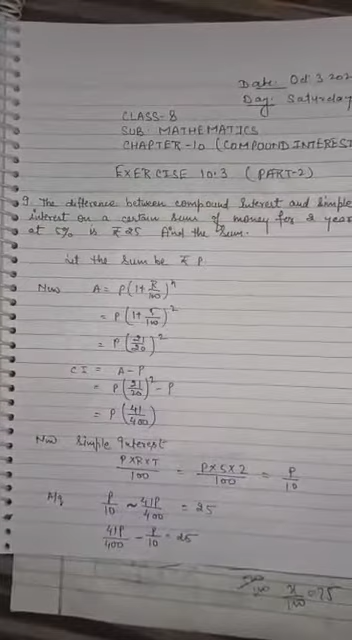 Date: Oct 3 202
Day: Saturday
CLASS-8
SUB: MATHEMATICS
CHAPTER-10 (COMPOUND INTEREST
EXERCISE 10.3 (PART-2)
9. The difference between compound Interest and simple
interest on a certain sum of money for 2 year
at 5% is ₹25 find the sum.
Let the sum be ₹ P.
Now A = P(1+R/100)^n
= P(1+5/100)^2
= P(21/20)^2
CI = A-P
= P(21/20)^2 - P
= P(41/400)
Now Simple Interest
P×R×T/100 = P×5×2/100 = P/10
A/q P/10 ~ 41P/400 = 25
41P/400 - P/10 = 25